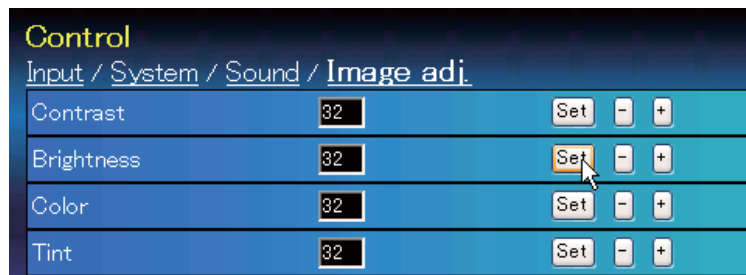 Control
Input / System / Sound / Image adj.
Contrast 32 Set - +
Brightness 32 Set - +
Color 32 Set - +
Tint 32 Set - +